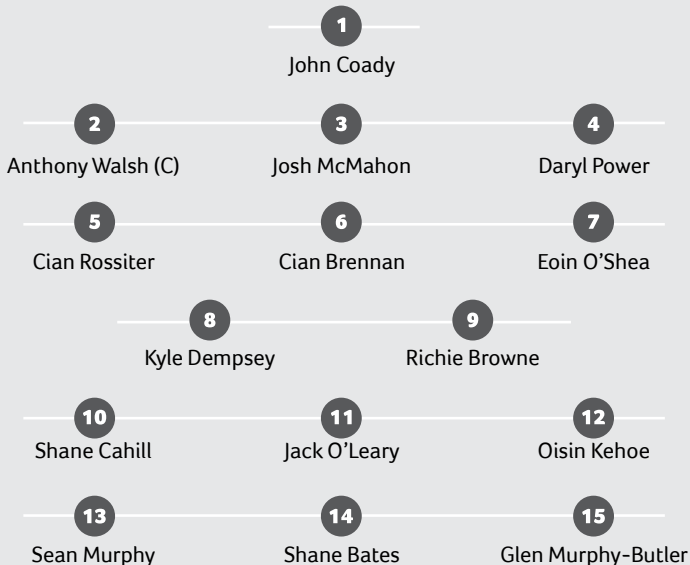 1
John Coady
2 3 4
Anthony Walsh (C) Josh McMahon Daryl Power
5 6 7
Cian Rossiter Cian Brennan Eoin O’Shea
8 9
Kyle Dempsey Richie Browne
10 11 12
Shane Cahill Jack O’Leary Oisin Kehoe
13 14 15
Sean Murphy Shane Bates Glen Murphy-Butler